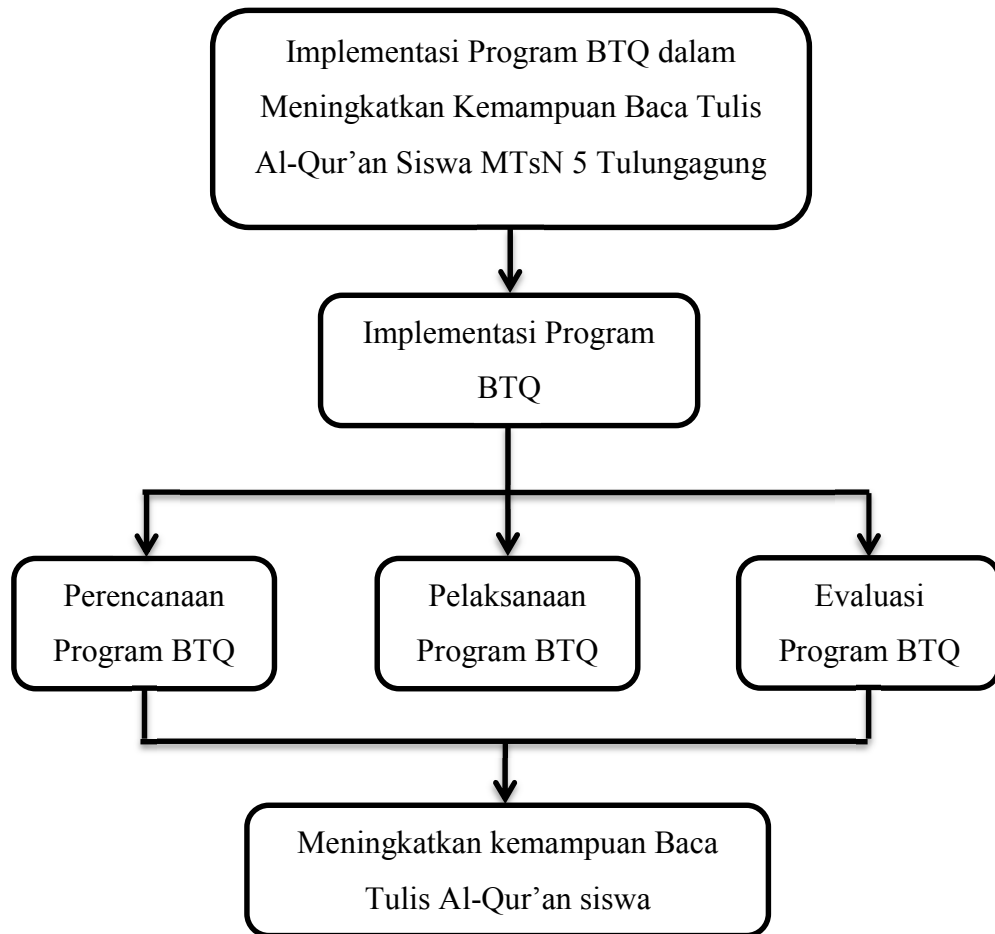 Implementasi Program BTQ dalam
Meningkatkan Kemampuan Baca Tulis
Al-Qur’an Siswa MTsN 5 Tulungagung
Implementasi Program
BTQ
Perencanaan
Program BTQ
Pelaksanaan
Program BTQ
Evaluasi
Program BTQ
Meningkatkan kemampuan Baca
Tulis Al-Qur’an siswa